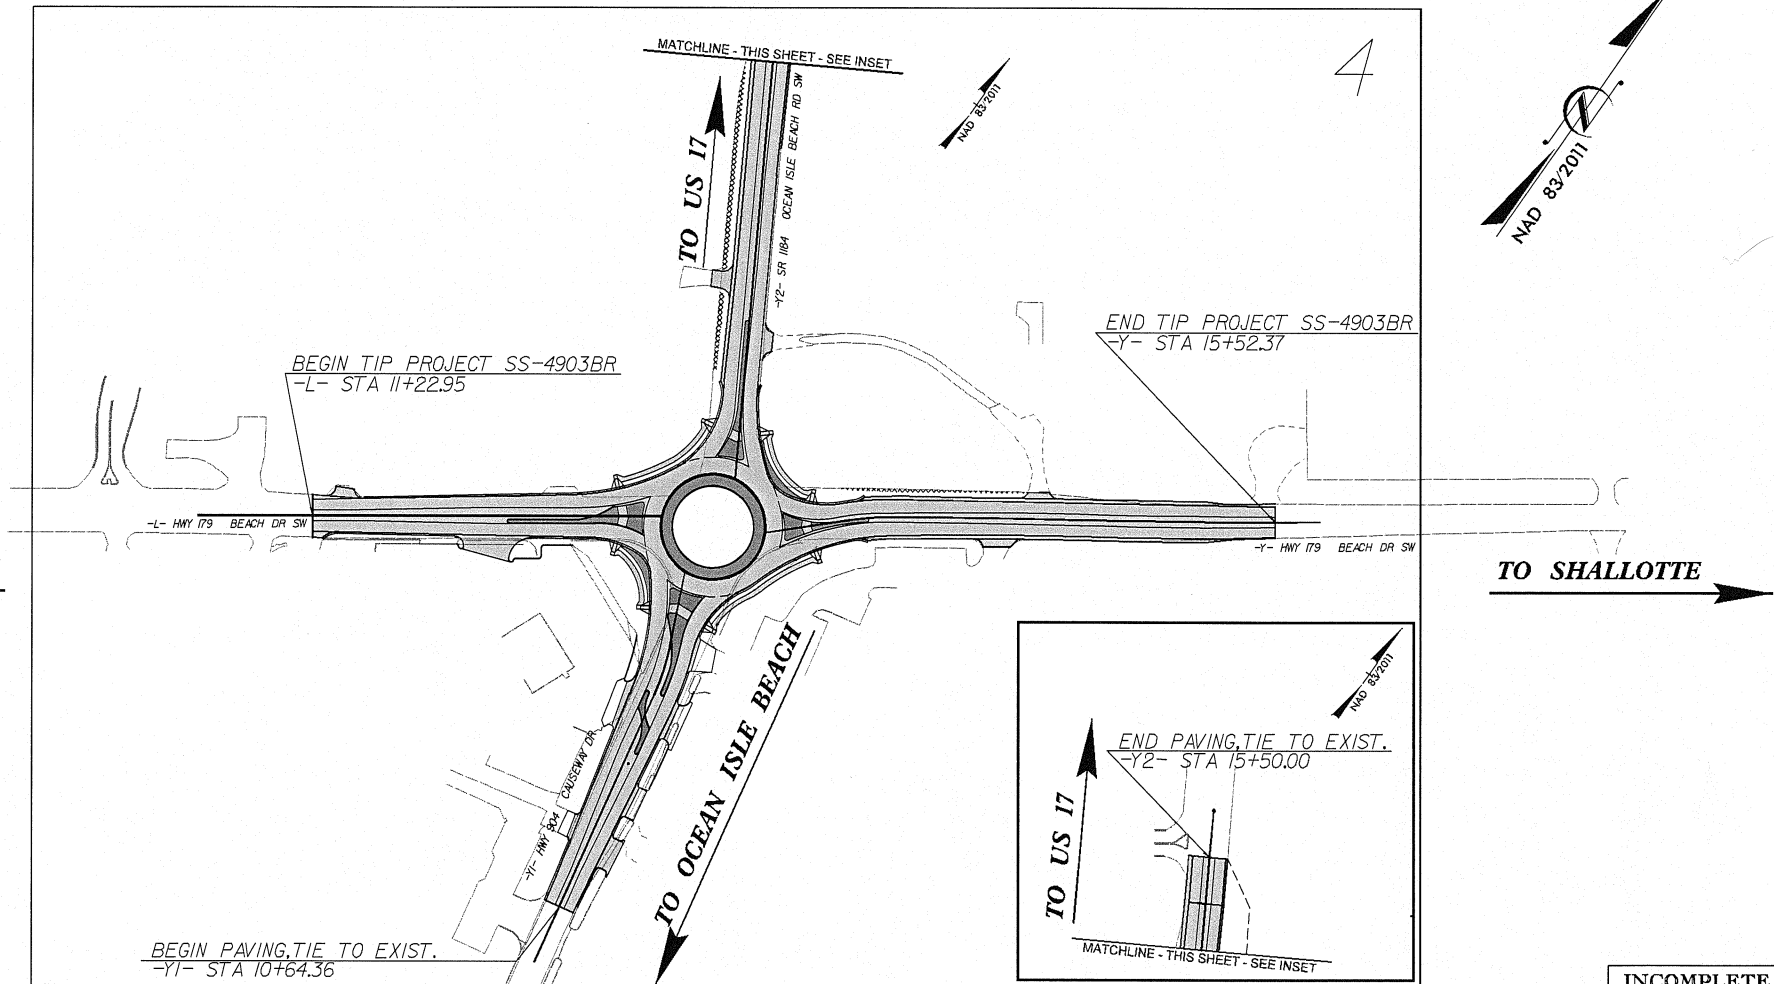 MATCHLINE - THIS SHEET - SEE INSET
4
NAD 83/2011
NAD 83/2011
TO US 17
-Y2- SR 1184 OCEAN ISLE BEACH RD SW
BEGIN TIP PROJECT SS-4903BR
-L- STA 11+22.95
END TIP PROJECT SS-4903BR
-Y- STA 15+52.37
-L- HWY 179 BEACH DR SW
-Y- HWY 179 BEACH DR SW
TO SHALLOTTE
TO OCEAN ISLE BEACH
-Y1- HWY 904 CAUSEWAY DR
BEGIN PAVING,TIE TO EXIST.
-Y1- STA 10+64.36
NAD 83/2011
END PAVING,TIE TO EXIST.
-Y2- STA 15+50.00
TO US 17
MATCHLINE - THIS SHEET - SEE INSET
INCOMPLETE